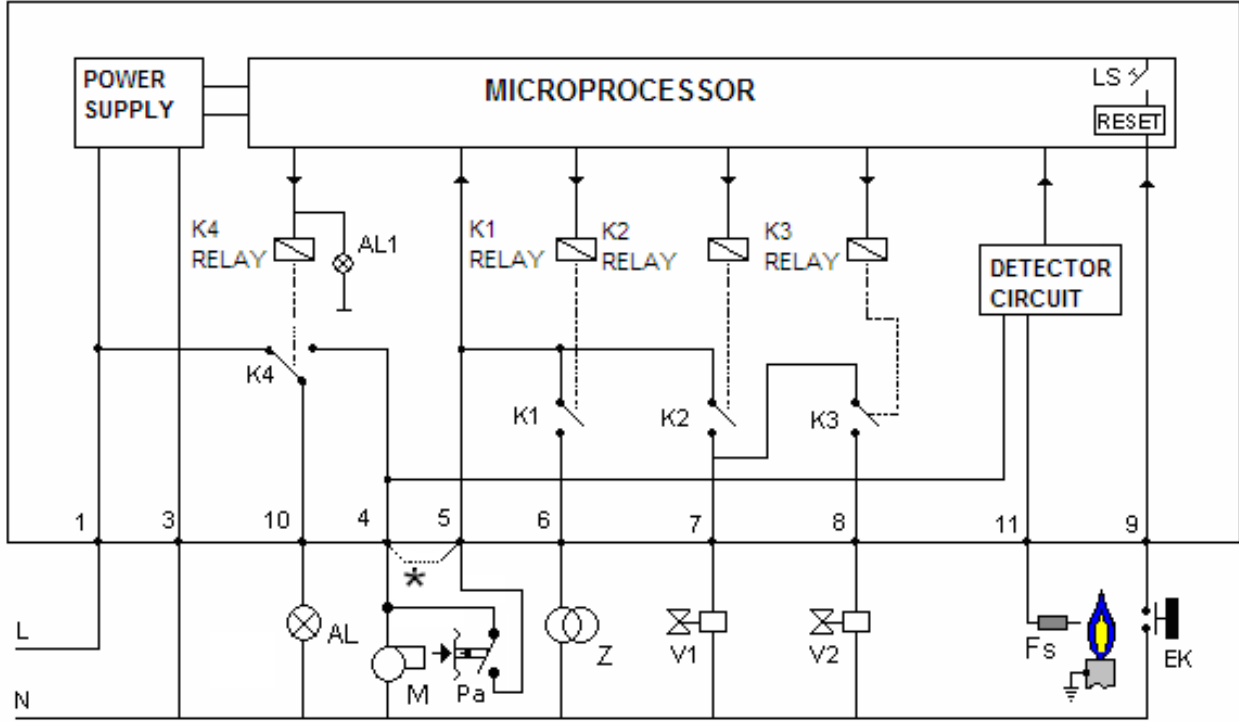 POWER
SUPPLY
MICROPROCESSOR
LS
RESET
K4
RELAY
AL1
K1
RELAY
K2
RELAY
K3
RELAY
DETECTOR
CIRCUIT
K4
K1
K2
K3
1
3
10
4
5
6
7
8
11
9
*
L
AL
M
Pa
Z
V1
V2
Fs
EK
N